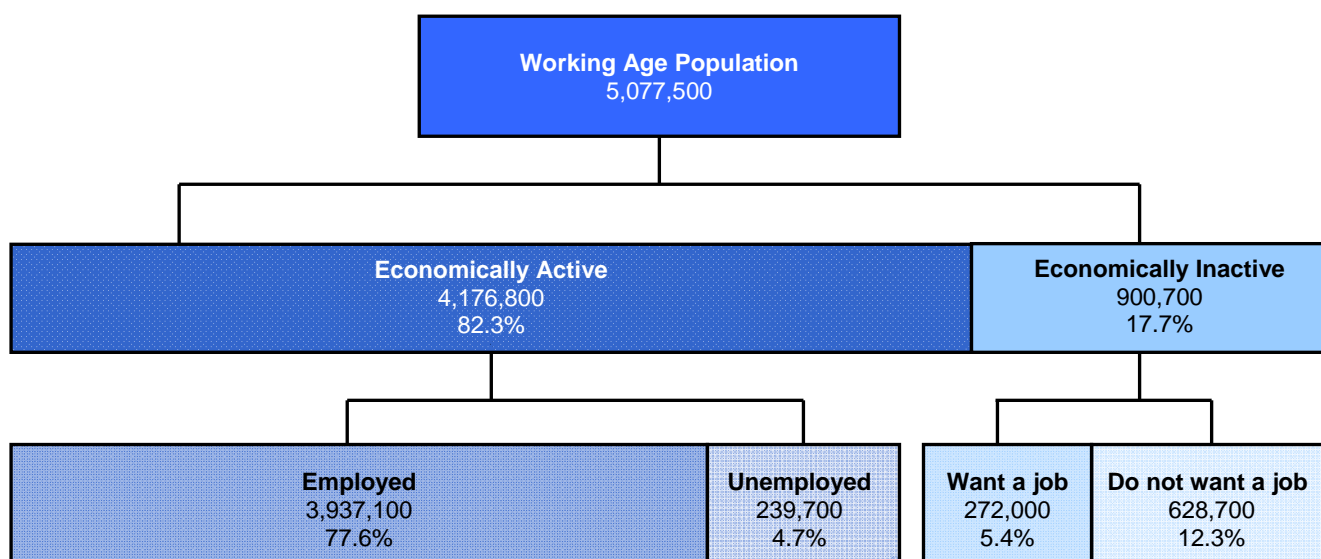 Working Age Population
5,077,500
Economically Active
4,176,800
82.3%
Economically Inactive
900,700
17.7%
Employed
3,937,100
77.6%
Unemployed
239,700
4.7%
Want a job
272,000
5.4%
Do not want a job
628,700
12.3%